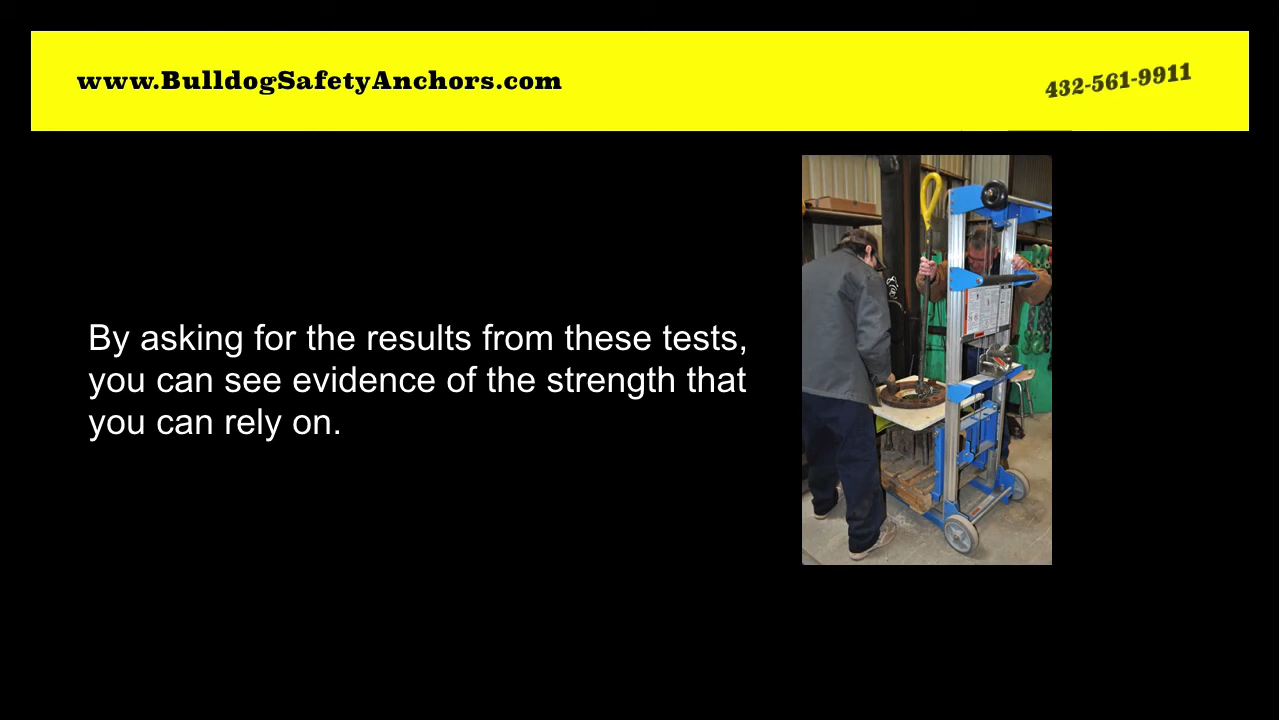 www.BulldogSafetyAnchors.com
432-561-9911
By asking for the results from these tests,
you can see evidence of the strength that
you can rely on.